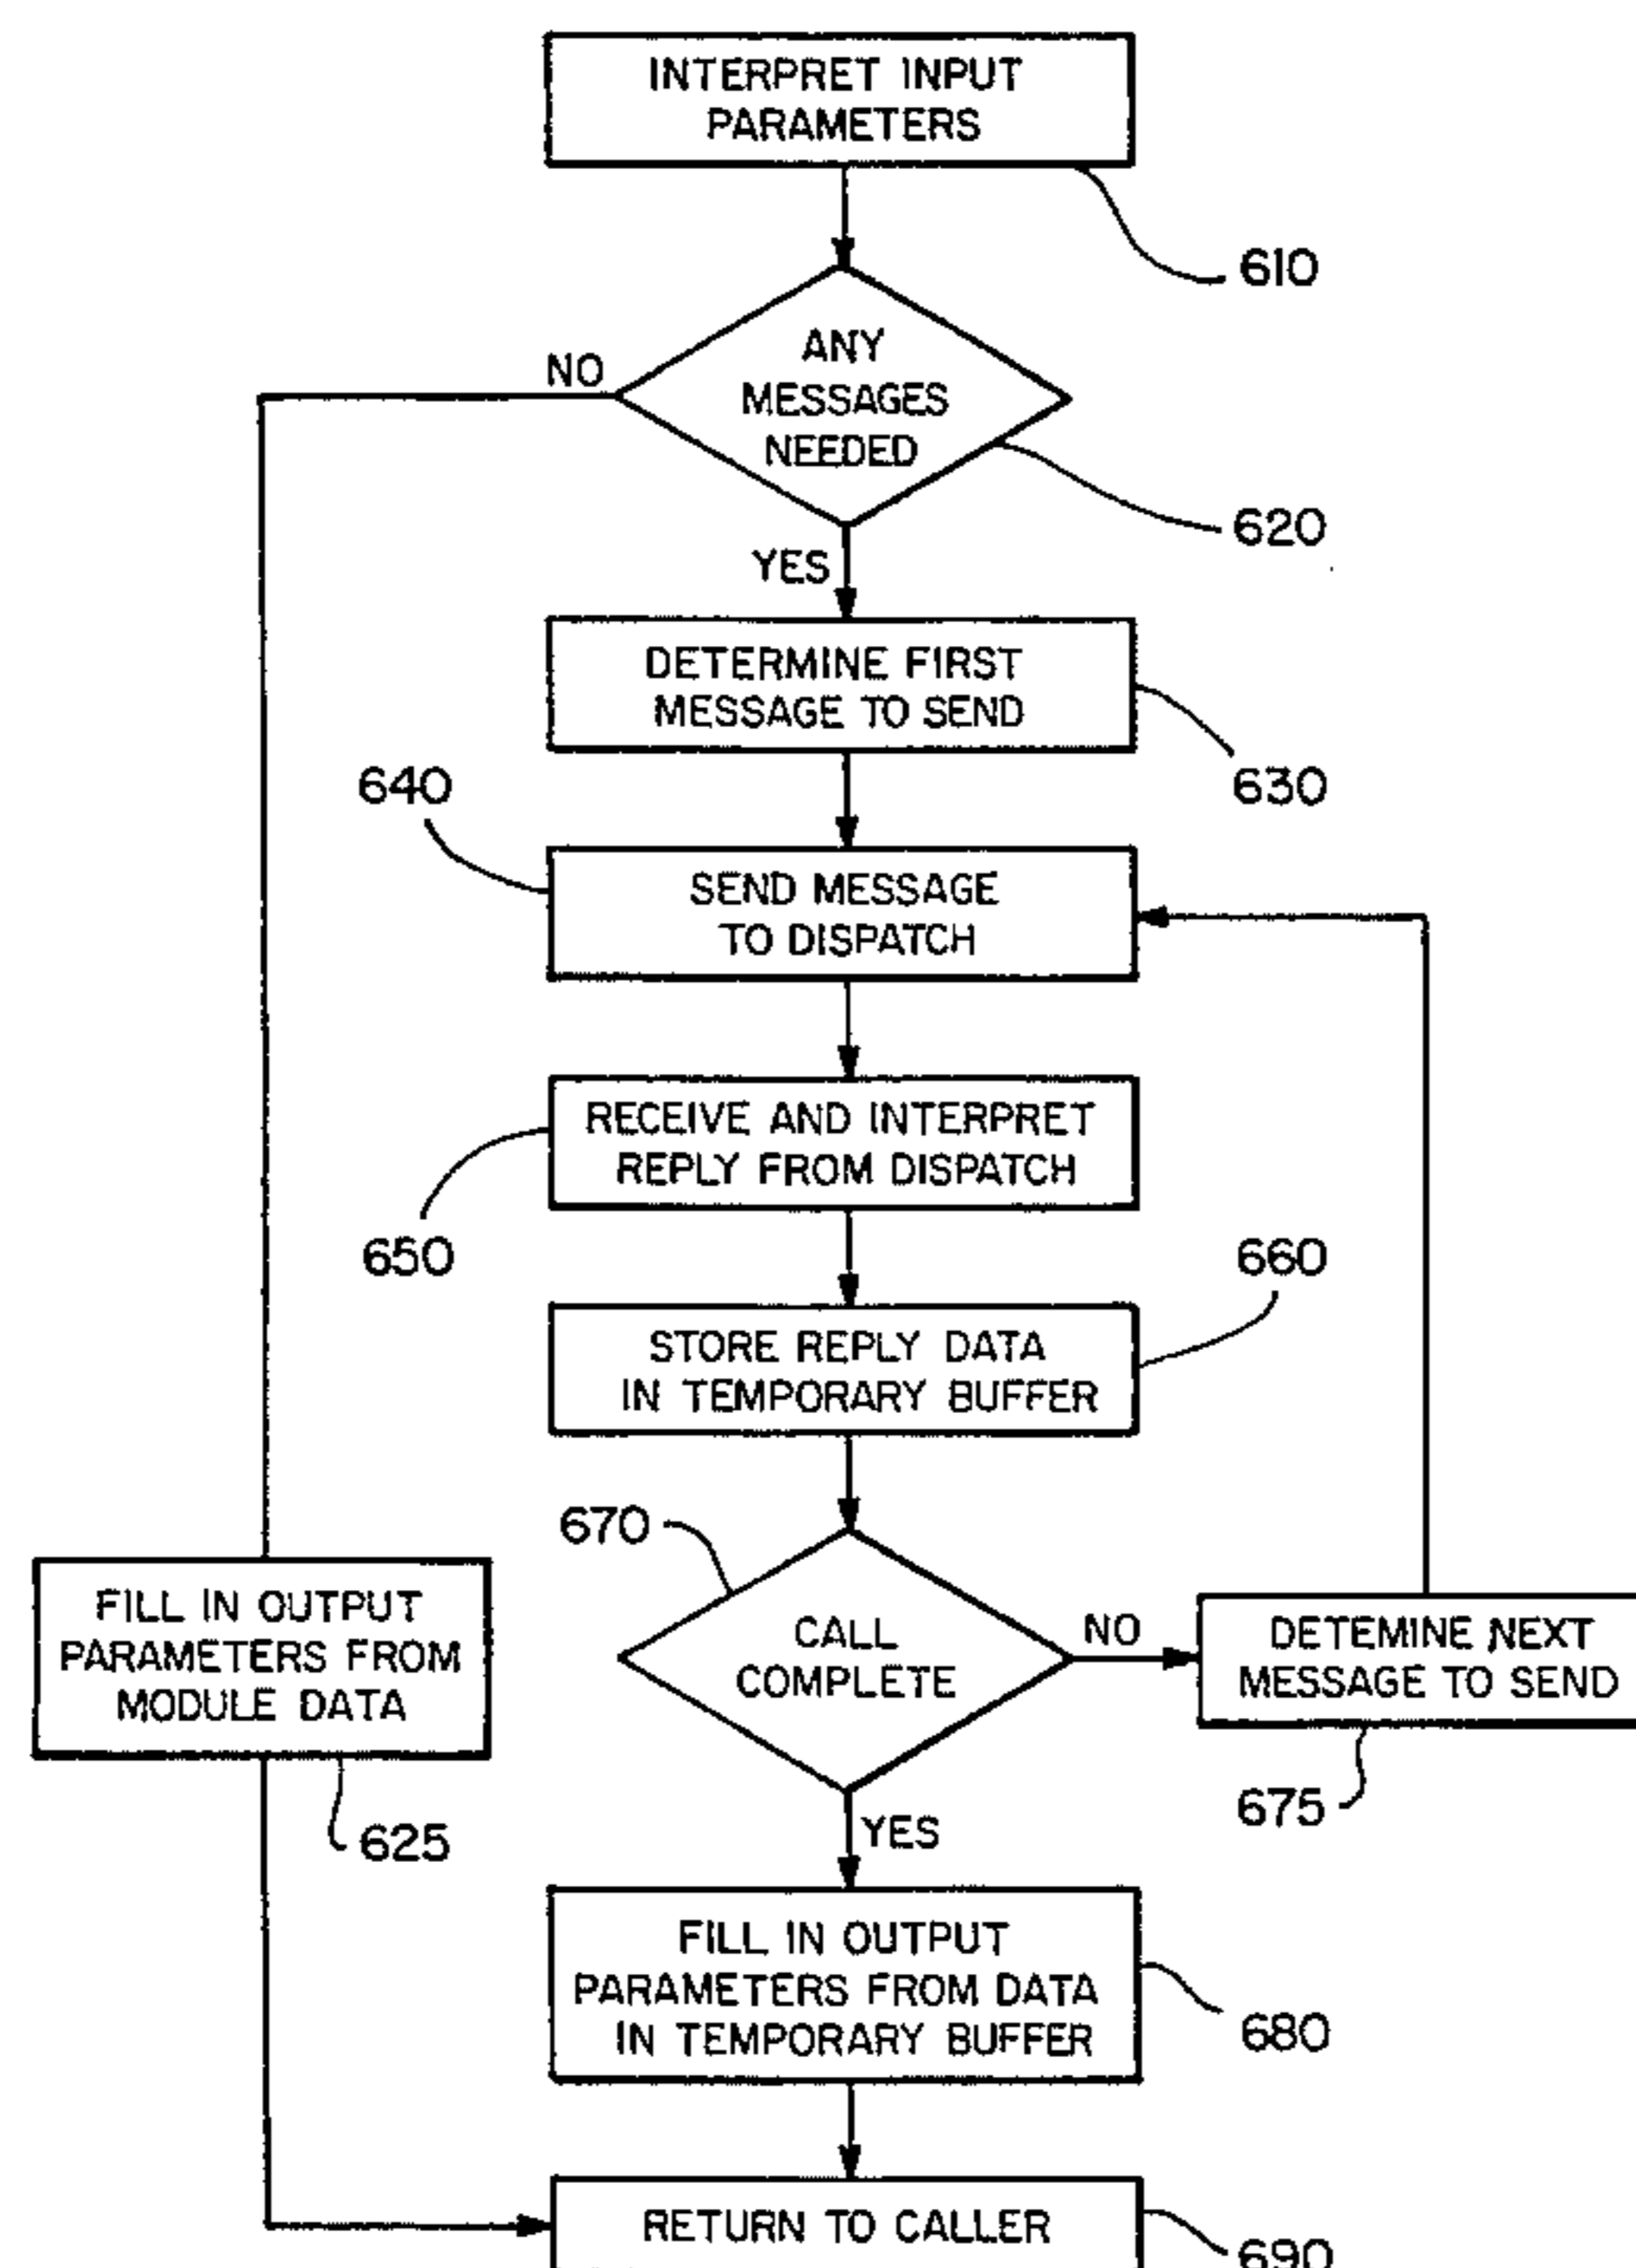 INTERPRET INPUT
PARAMETERS
610
ANY
MESSAGES
NEEDED
NO
620
YES
DETERMINE FIRST
MESSAGE TO SEND
630
640
SEND MESSAGE
TO DISPATCH
RECEIVE AND INTERPRET
REPLY FROM DISPATCH
650
660
STORE REPLY DATA
IN TEMPORARY BUFFER
670
CALL
COMPLETE
NO
DETEMINE NEXT
MESSAGE TO SEND
675
FILL IN OUTPUT
PARAMETERS FROM
MODULE DATA
625
YES
FILL IN OUTPUT
PARAMETERS FROM DATA
IN TEMPORARY BUFFER
680
RETURN TO CALLER
690